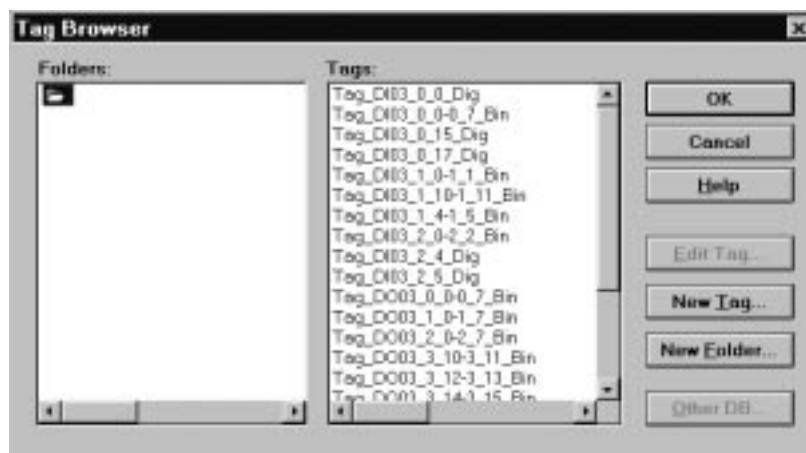 Tag Browser
Folders:
Tags:
Tag_DI03_0_0_Dig
Tag_DI03_0_0-0_7_Bin
Tag_DI03_0_15_Dig
Tag_DI03_0_17_Dig
Tag_DI03_1_0-1_1_Bin
Tag_DI03_1_10-1_11_Bin
Tag_DI03_1_4-1_5_Bin
Tag_DI03_2_0-2_2_Bin
Tag_DI03_2_4_Dig
Tag_DI03_2_5_Dig
Tag_DO03_0_0-0_7_Bin
Tag_DO03_1_0-1_7_Bin
Tag_DO03_2_0-2_7_Bin
Tag_DO03_3_10-3_11_Bin
Tag_DO03_3_12-3_13_Bin
Tag_DO03_3_14-3_15_Bin
OK
Cancel
Help
Edit Tag...
New Tag...
New Folder...
Other DB...